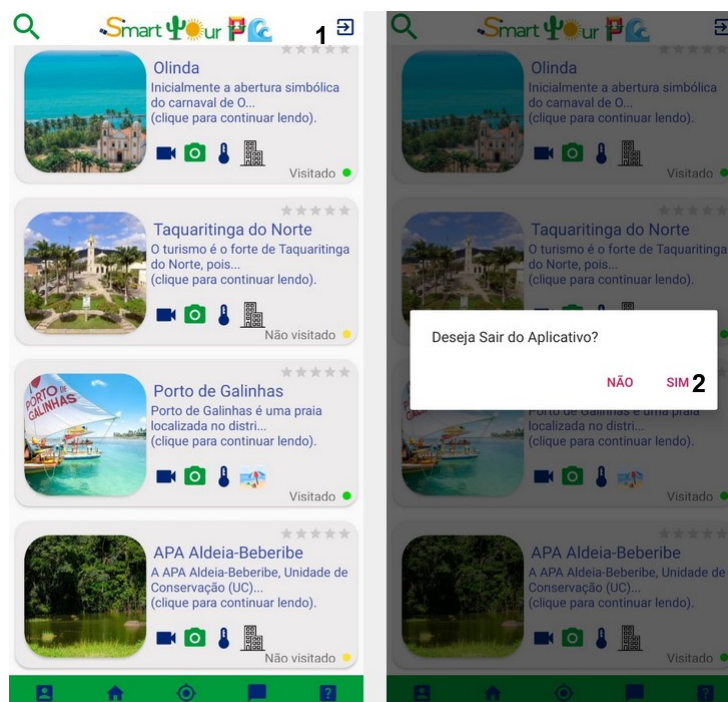 Smart Tour PE
1
Olinda
Inicialmente a abertura simbólica
do carnaval de O...
(clique para continuar lendo).
Visitado
Taquaritinga do Norte
O turismo é o forte de Taquaritinga
do Norte, pois...
(clique para continuar lendo).
Não visitado
PORTO DE
GALINHAS
Porto de Galinhas
Porto de Galinhas é uma praia
localizada no distri...
(clique para continuar lendo).
Visitado
APA Aldeia-Beberibe
A APA Aldeia-Beberibe, Unidade de
Conservação (UC)...
(clique para continuar lendo).
Não visitado
?
Smart Tour PE
Olinda
Inicialmente a abertura simbólica
do carnaval de O...
(clique para continuar lendo).
Visitado
Taquaritinga do Norte
O turismo é o forte de Taquaritinga
do Norte, pois...
(clique para continuar lendo).
Deseja Sair do Aplicativo?
NÃO
SIM 2
Porto de Galinhas é uma praia
localizada no distri...
(clique para continuar lendo).
Visitado
APA Aldeia-Beberibe
A APA Aldeia-Beberibe, Unidade de
Conservação (UC)...
(clique para continuar lendo).
Visitado
?